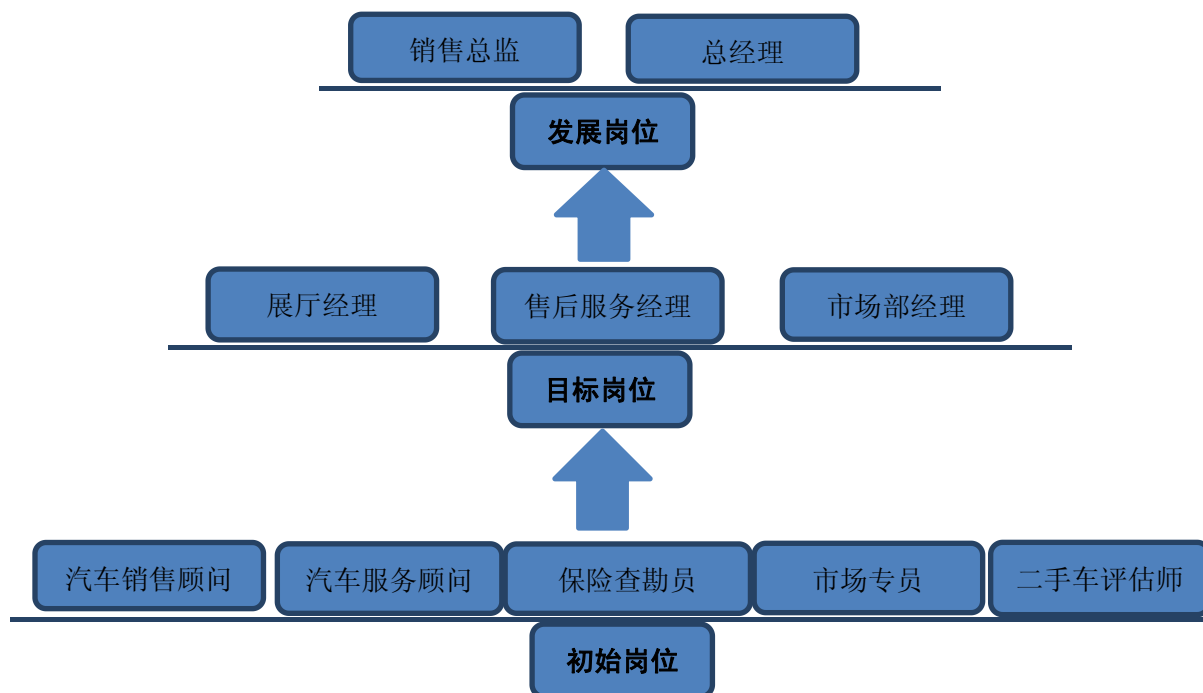 销售总监 总经理
发展岗位
展厅经理 售后服务经理 市场部经理
目标岗位
汽车销售顾问 汽车服务顾问 保险查勘员 市场专员 二手车评估师
初始岗位